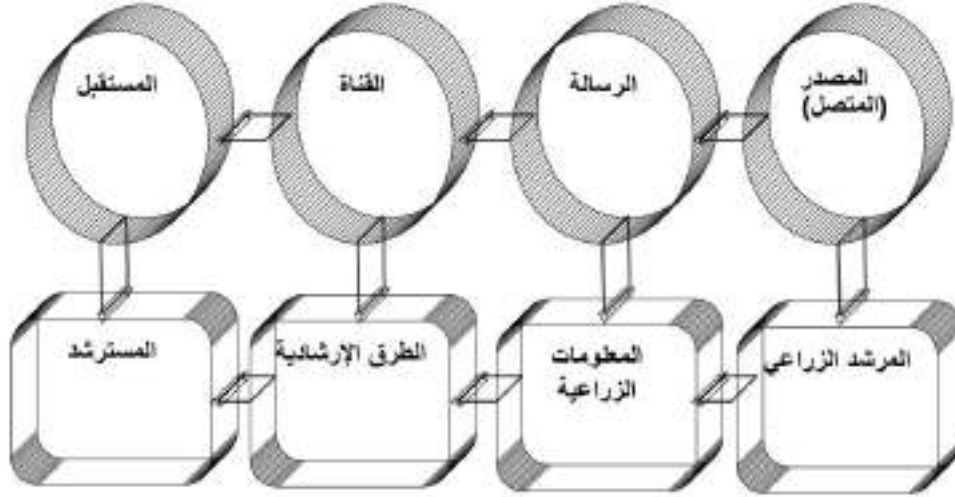 المصدر
(المتصل)
الرسالة
القناة
المستقبل
المرشد الزراعي
المعلومات
الزراعية
الطرق الإرشادية
المسترشد